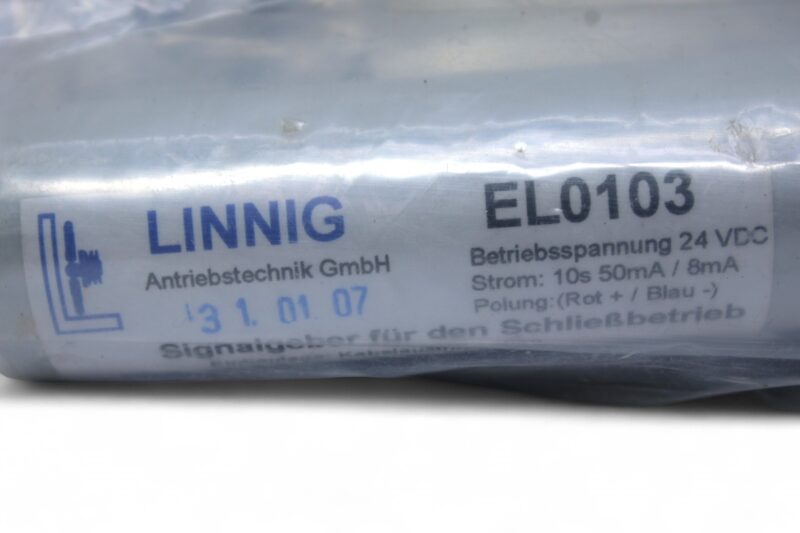 LINNIG
Antriebstechnik GmbH
31. 01 07
EL0103
Betriebsspannung 24 VDC
Strom: 10s 50mA / 8mA
Polung:(Rot + / Blau -)
Signalgeber für den Schließbetrieb